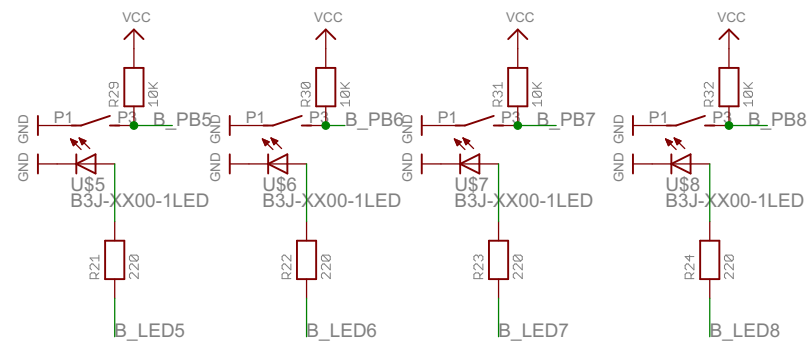 VCC VCC VCC VCC
R29 10K R30 10K R31 10K R32 10K
GND P1 P3 B_PB5 GND P1 P3 B_PB6 GND P1 P3 B_PB7 GND P1 P3 B_PB8
GND GND GND GND
U$5 U$6 U$7 U$8
B3J-XX00-1LED B3J-XX00-1LED B3J-XX00-1LED B3J-XX00-1LED
R21 220 R22 220 R23 220 R24 220
B_LED5 B_LED6 B_LED7 B_LED8